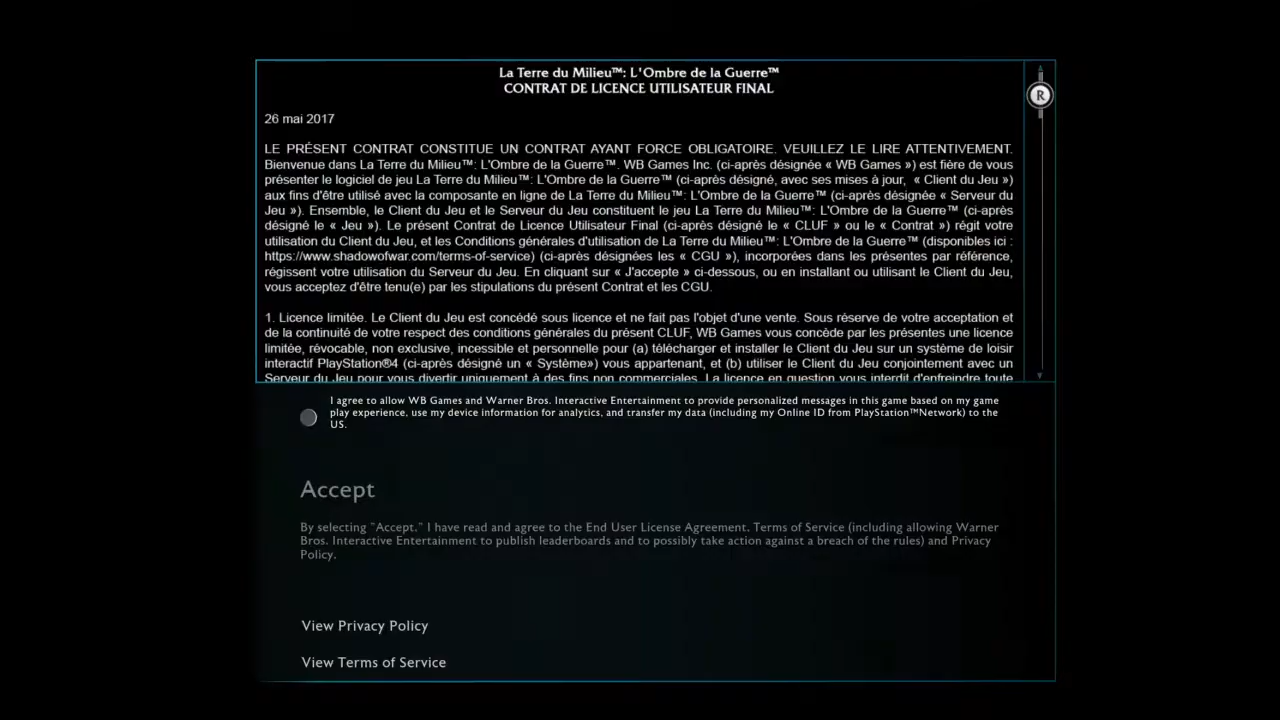 La Terre du Milieu™: L'Ombre de la Guerre™
CONTRAT DE LICENCE UTILISATEUR FINAL
26 mai 2017
LE PRÉSENT CONTRAT CONSTITUE UN CONTRAT AYANT FORCE OBLIGATOIRE. VEUILLEZ LE LIRE ATTENTIVEMENT.
Bienvenue dans La Terre du Milieu™: L'Ombre de la Guerre™. WB Games Inc. (ci-après désignée « WB Games ») est fière de vous
présenter le logiciel de jeu La Terre du Milieu™: L'Ombre de la Guerre™ (ci-après désigné, avec ses mises à jour, « Client du Jeu »)
aux fins d'être utilisé avec la composante en ligne de La Terre du Milieu™: L'Ombre de la Guerre™ (ci-après désignée « Serveur du
Jeu »). Ensemble, le Client du Jeu et le Serveur du Jeu constituent le jeu La Terre du Milieu™: L'Ombre de la Guerre™ (ci-après
désigné le « Jeu »). Le présent Contrat de Licence Utilisateur Final (ci-après désigné le « CLUF » ou le « Contrat ») régit votre
utilisation du Client du Jeu, et les Conditions générales d'utilisation de La Terre du Milieu™: L'Ombre de la Guerre™ (disponibles ici :
https://www.shadowofwar.com/terms-of-service) (ci-après désignées les « CGU »), incorporées dans les présentes par référence,
régissent votre utilisation du Serveur du Jeu. En cliquant sur « J'accepte » ci-dessous, ou en installant ou utilisant le Client du Jeu,
vous acceptez d'être tenu(e) par les stipulations du présent Contrat et les CGU.
1. Licence limitée. Le Client du Jeu est concédé sous licence et ne fait pas l'objet d'une vente. Sous réserve de votre acceptation et
de la continuité de votre respect des conditions générales du présent CLUF, WB Games vous concède par les présentes une licence
limitée, révocable, non exclusive, incessible et personnelle pour (a) télécharger et installer le Client du Jeu sur un système de loisir
interactif PlayStation®4 (ci-après désigné un « Système») vous appartenant, et (b) utiliser le Client du Jeu conjointement avec un
Serveur du Jeu pour vous divertir uniquement à des fins non commerciales. La licence en question vous interdit d'enfreindre toute
R
I agree to allow WB Games and Warner Bros. Interactive Entertainment to provide personalized messages in this game based on my game
play experience, use my device information for analytics, and transfer my data (including my Online ID from PlayStation™Network) to the
US.
Accept
By selecting "Accept," I have read and agree to the End User License Agreement, Terms of Service (including allowing Warner
Bros. Interactive Entertainment to publish leaderboards and to possibly take action against a breach of the rules) and Privacy
Policy.
View Privacy Policy
View Terms of Service